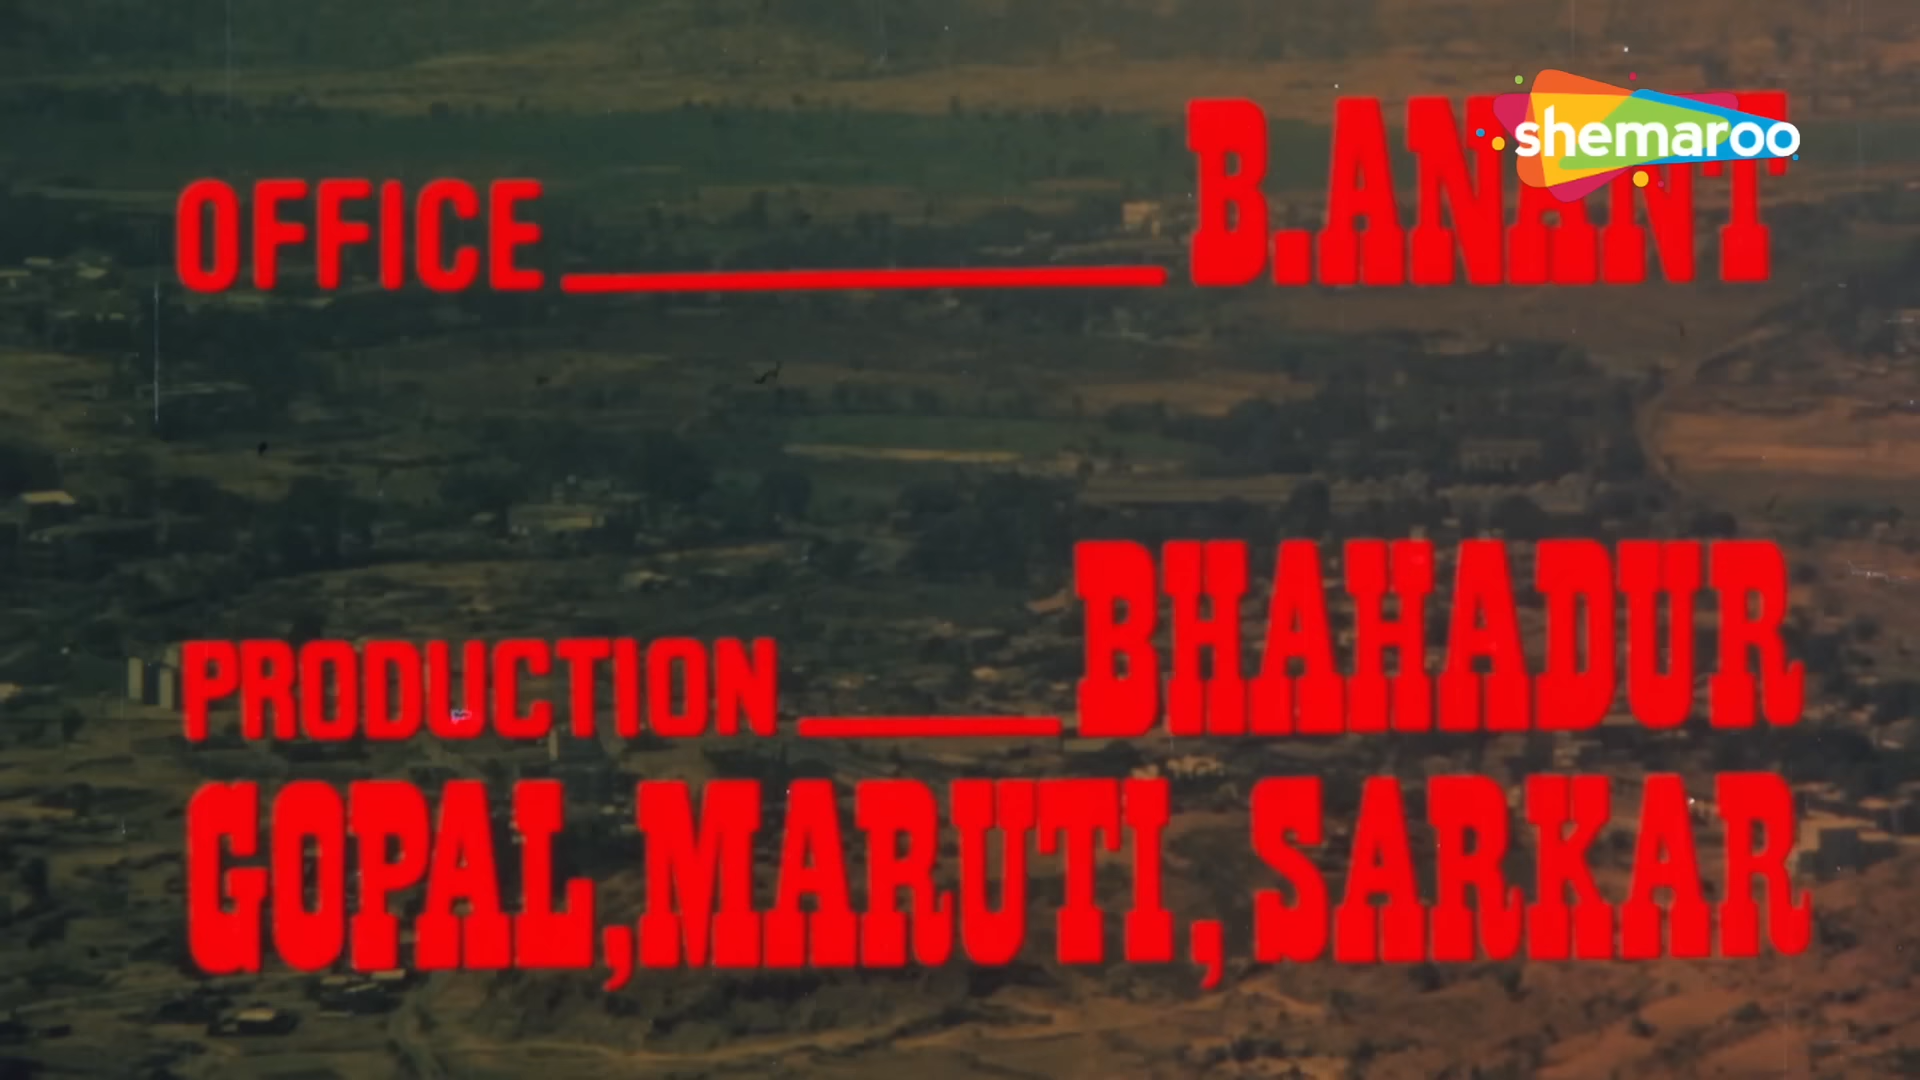 shemaroo
OFFICE B.ANANT
PRODUCTION BHAHADUR
GOPAL, MARUTI, SARKAR